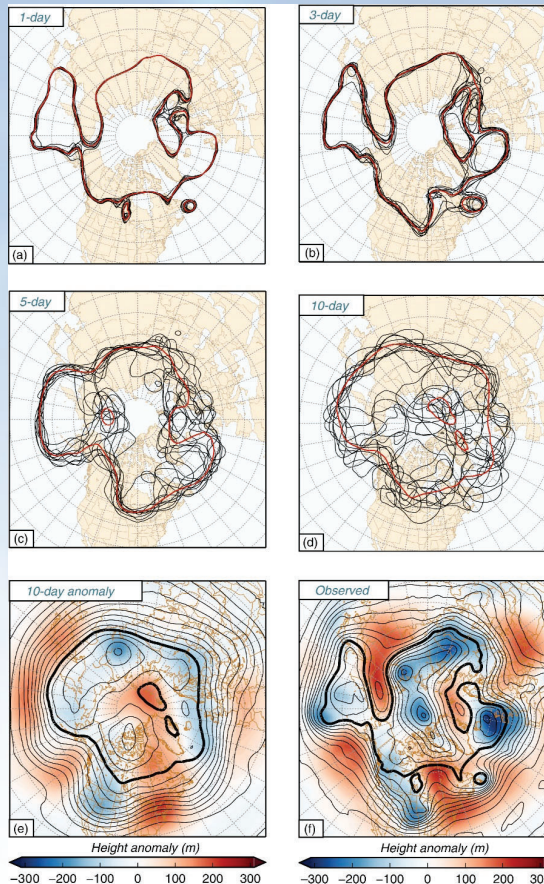 1-day
3-day
(a)
(b)
5-day
10-day
(c)
(d)
10-day anomaly
Observed
(e)
(f)
Height anomaly (m)
Height anomaly (m)
−300 −200 −100 0 100 200 300
−300 −200 −100 0 100 200 300